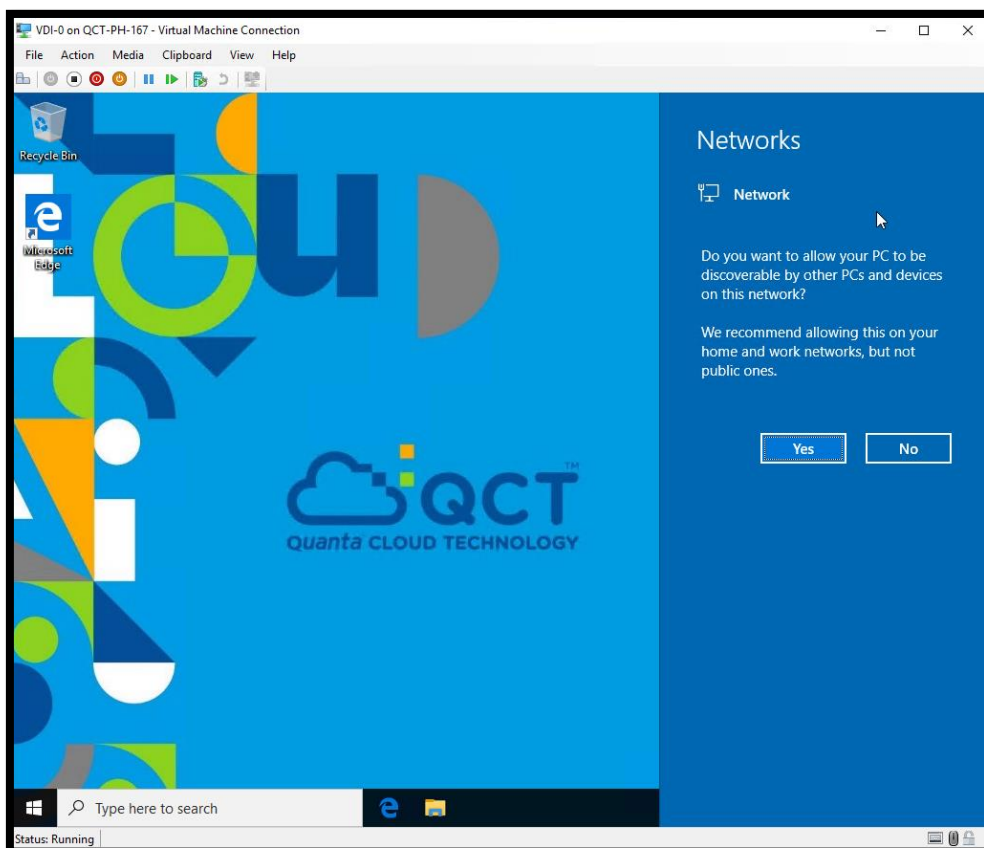 VDI-0 on QCT-PH-167 - Virtual Machine Connection
File Action Media Clipboard View Help
Recycle Bin
Microsoft
Edge
Networks
Network
Do you want to allow your PC to be
discoverable by other PCs and devices
on this network?
We recommend allowing this on your
home and work networks, but not
public ones.
Yes No
QCT™
Quanta CLOUD TECHNOLOGY
Type here to search
Status: Running